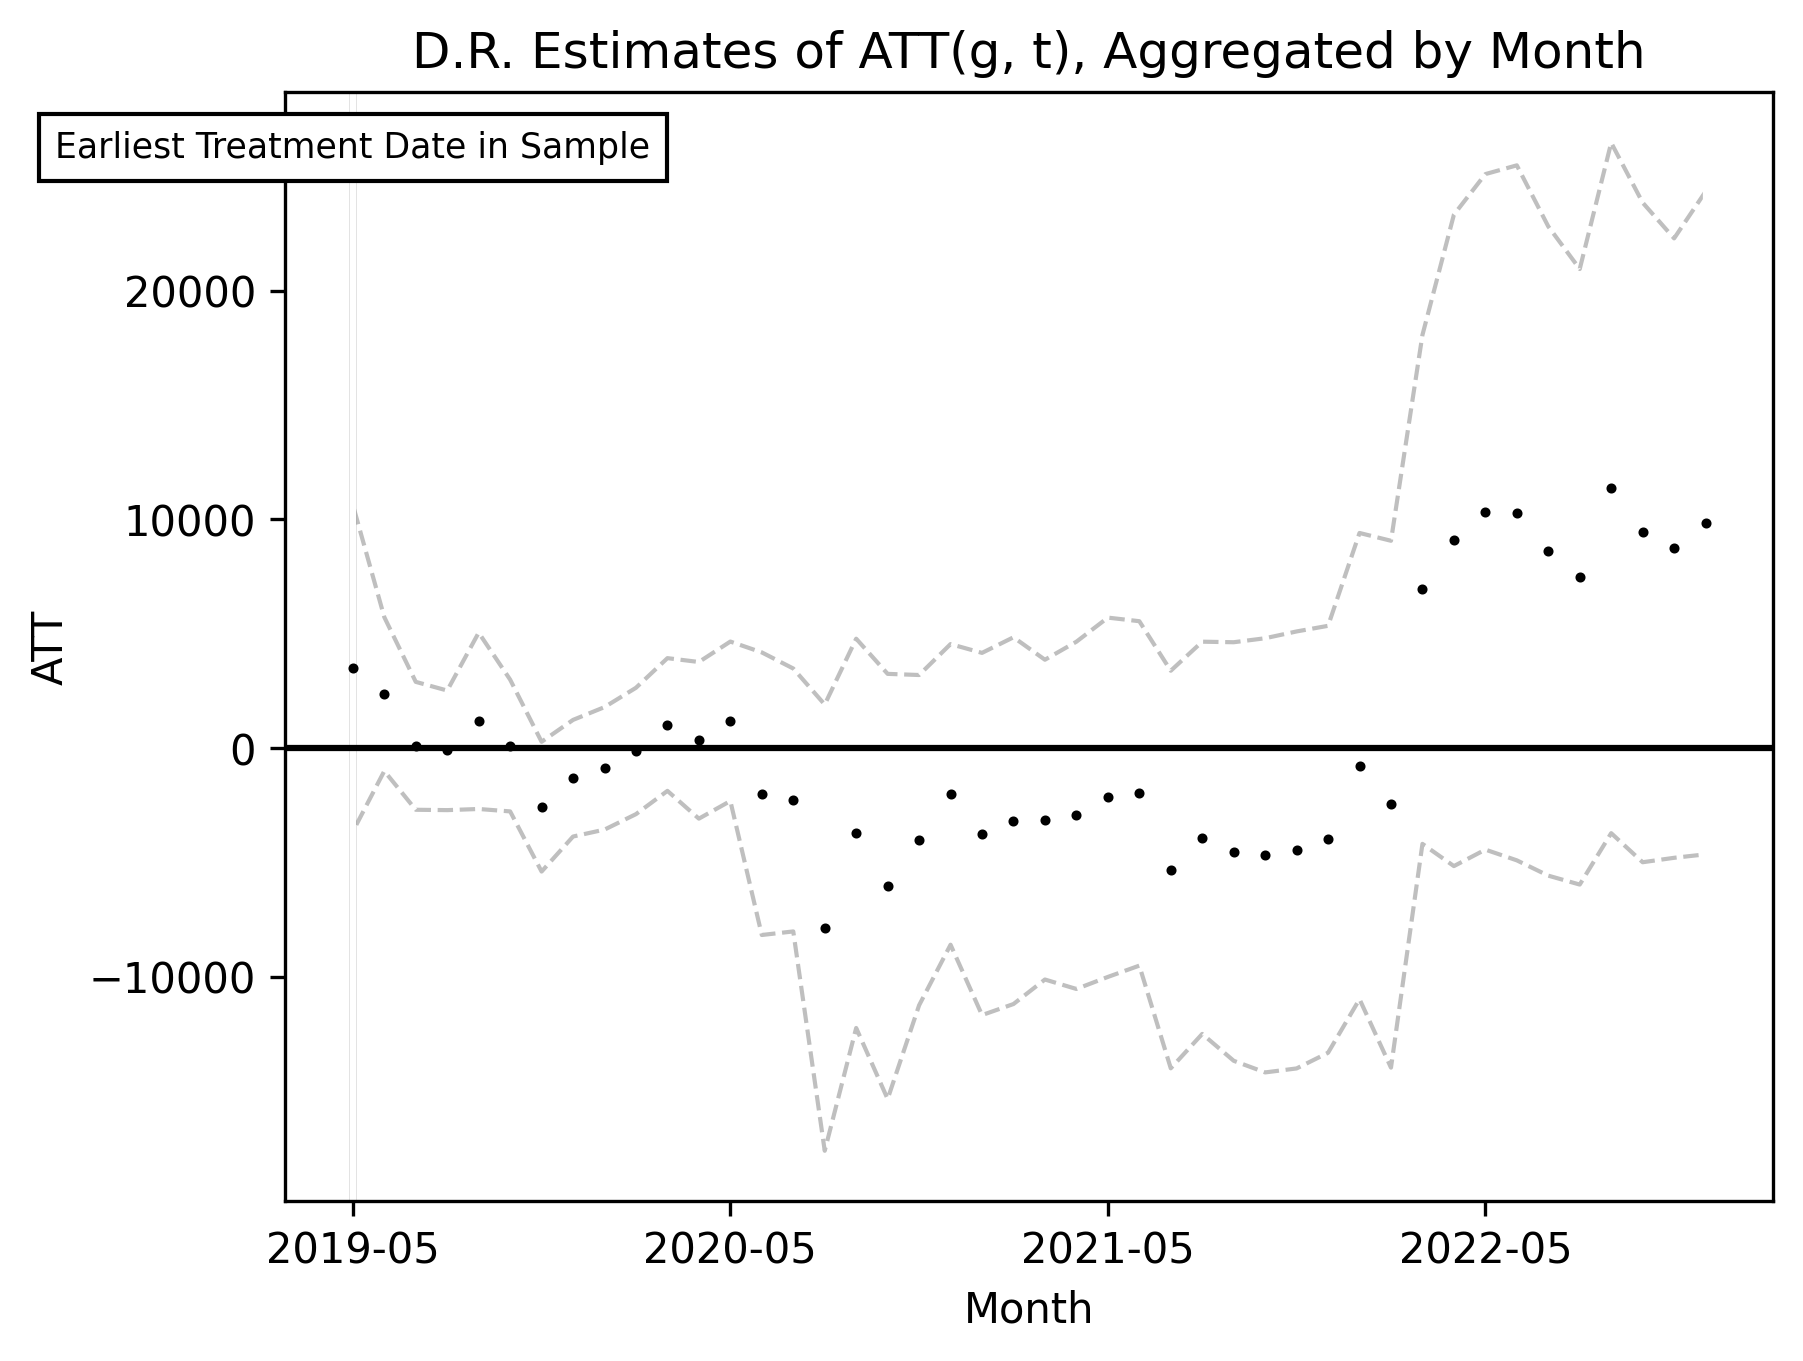 D.R. Estimates of ATT(g, t), Aggregated by Month
Earliest Treatment Date in Sample
20000
10000
0
−10000
ATT
2019-05 2020-05 2021-05 2022-05
Month